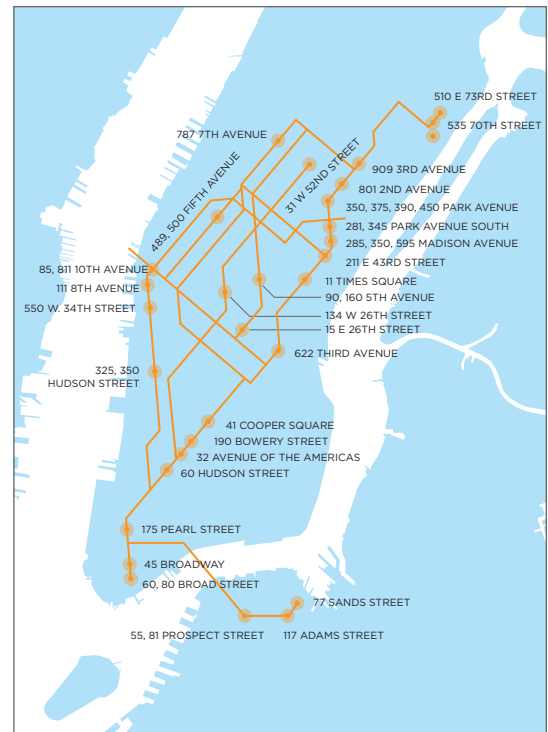 510 E 73RD STREET
535 70TH STREET
787 7TH AVENUE
31 W 52ND STREET
489, 500 FIFTH AVENUE
909 3RD AVENUE
801 2ND AVENUE
350, 375, 390, 450 PARK AVENUE
281, 345 PARK AVENUE SOUTH
285, 350, 595 MADISON AVENUE
211 E 43RD STREET
85, 811 10TH AVENUE
11 TIMES SQUARE
111 8TH AVENUE
90, 160 5TH AVENUE
550 W. 34TH STREET
134 W 26TH STREET
15 E 26TH STREET
622 THIRD AVENUE
325, 350
HUDSON STREET
41 COOPER SQUARE
190 BOWERY STREET
32 AVENUE OF THE AMERICAS
60 HUDSON STREET
175 PEARL STREET
45 BROADWAY
60, 80 BROAD STREET
77 SANDS STREET
55, 81 PROSPECT STREET
117 ADAMS STREET